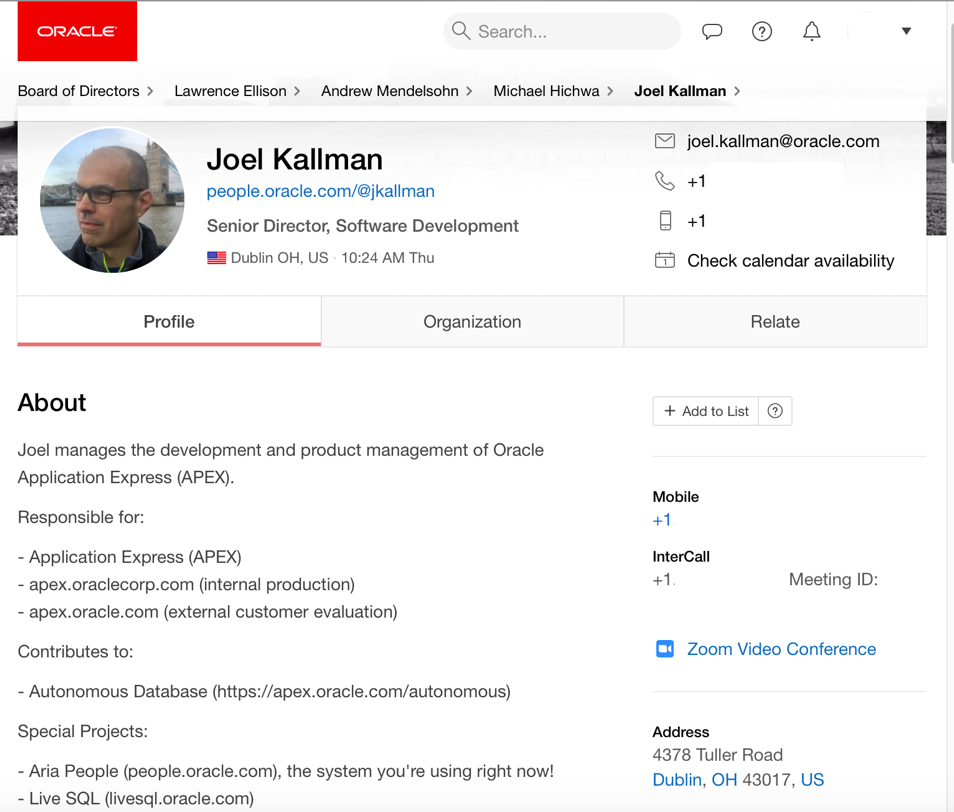 ORACLE
Search...
Board of Directors > Lawrence Ellison > Andrew Mendelsohn > Michael Hichwa > Joel Kallman >
Joel Kallman
people.oracle.com/@jkallman
Senior Director, Software Development
Dublin OH, US · 10:24 AM Thu
joel.kallman@oracle.com
+1
+1
Check calendar availability
Profile
Organization
Relate
About
Joel manages the development and product management of Oracle
Application Express (APEX).
Responsible for:
- Application Express (APEX)
- apex.oraclecorp.com (internal production)
- apex.oracle.com (external customer evaluation)
Contributes to:
- Autonomous Database (https://apex.oracle.com/autonomous)
Special Projects:
- Aria People (people.oracle.com), the system you're using right now!
- Live SQL (livesql.oracle.com)
+ Add to List
Mobile
+1
InterCall
+1. Meeting ID:
Zoom Video Conference
Address
4378 Tuller Road
Dublin, OH 43017, US